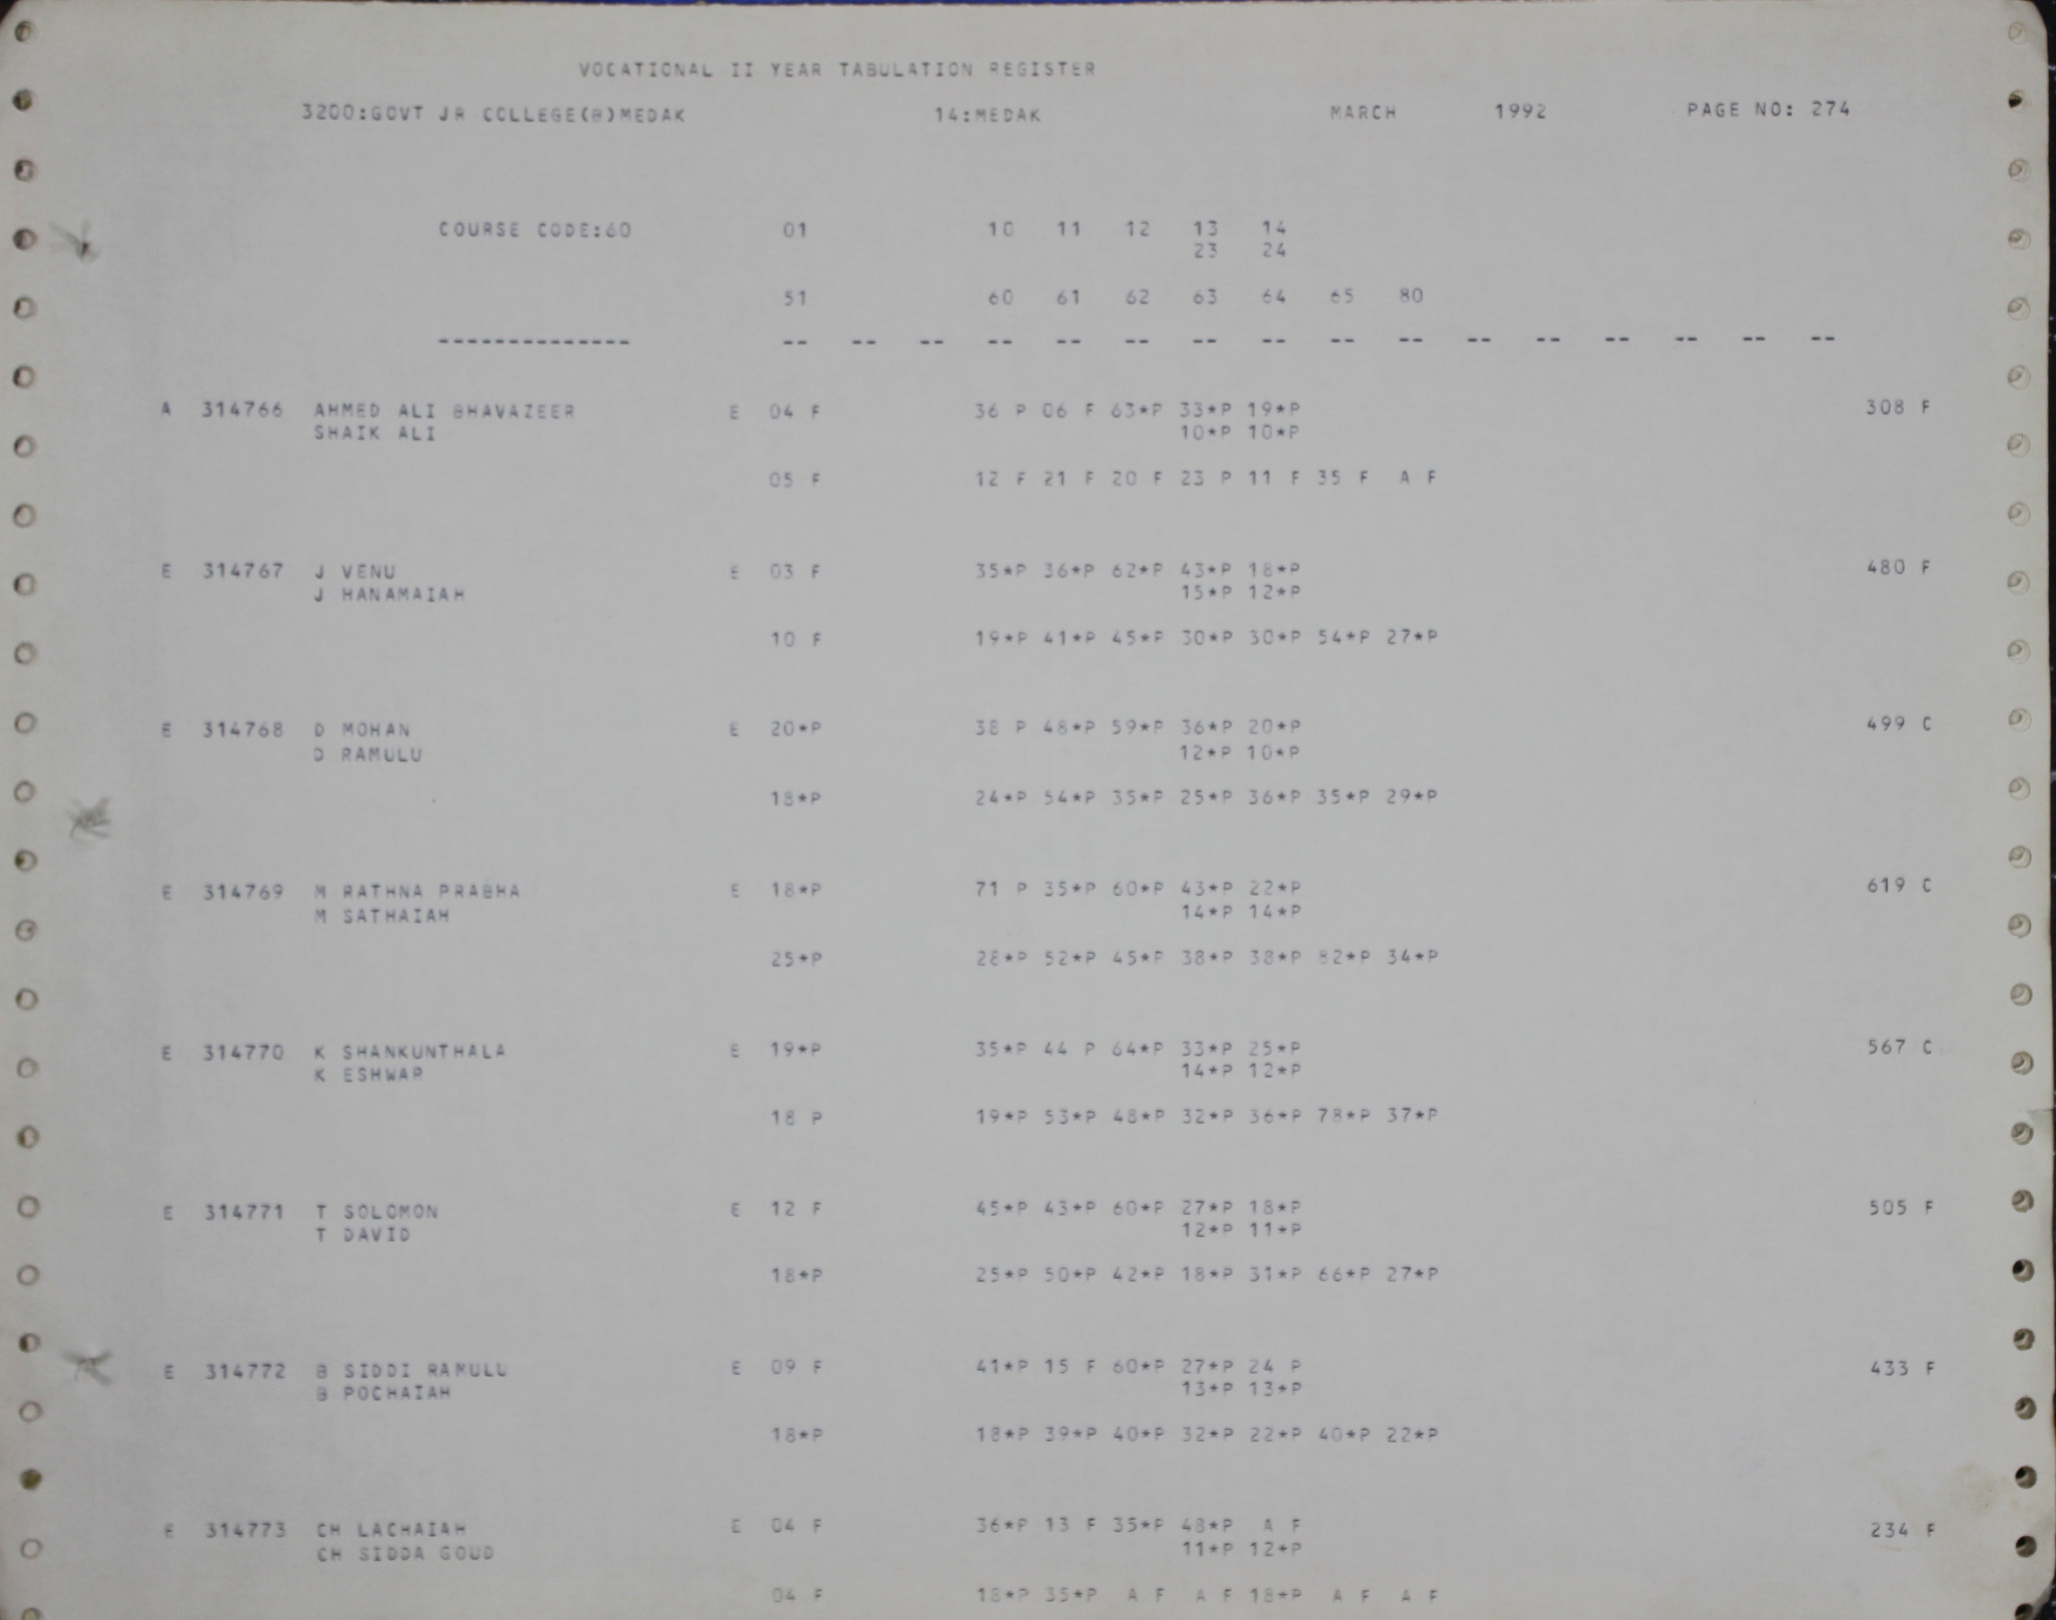 VOCATIONAL II YEAR TABULATION REGISTER
3200:GOVT JR COLLEGE(B)MEDAK 14:MEDAK MARCH 1992 PAGE NO: 274
COURSE CODE:60 01 10 11 12 13 14
23 24
51 60 61 62 63 64 65 80
-------------- -- -- -- -- -- -- -- -- -- -- -- -- -- -- -- --
A 314766 AHMED ALI BHAVAZEER E 04 F 36 P 06 F 63*P 33*P 19*P 308 F
SHAIK ALI 10*P 10*P
05 F 12 F 21 F 20 F 23 P 11 F 35 F A F
E 314767 J VENU E 03 F 35*P 36*P 62*P 43*P 18*P 480 F
J HANAMAIAH 15*P 12*P
10 F 19*P 41*P 45*P 30*P 30*P 54*P 27*P
E 314768 D MOHAN E 20*P 38 P 48*P 59*P 36*P 20*P 499 C
D RAMULU 12*P 10*P
18*P 24*P 54*P 35*P 25*P 36*P 35*P 29*P
E 314769 M RATHNA PRABHA E 18*P 71 P 35*P 60*P 43*P 22*P 619 C
M SATHAIAH 14*P 14*P
25*P 28*P 52*P 45*P 38*P 38*P 82*P 34*P
E 314770 K SHANKUNTHALA E 19*P 35*P 44 P 64*P 33*P 25*P 567 C
K ESHWAR 14*P 12*P
18 P 19*P 53*P 48*P 32*P 36*P 78*P 37*P
E 314771 T SOLOMON E 12 F 45*P 43*P 60*P 27*P 18*P 505 F
T DAVID 12*P 11*P
18*P 25*P 50*P 42*P 18*P 31*P 66*P 27*P
E 314772 B SIDDI RAMULU E 09 F 41*P 15 F 60*P 27*P 24 P 433 F
B POCHAIAH 13*P 13*P
18*P 18*P 39*P 40*P 32*P 22*P 40*P 22*P
E 314773 CH LACHAIAH E 04 F 36*P 13 F 35*P 48*P A F 234 F
CH SIDDA GOUD 11*P 12*P
04 F 18*P 35*P A F A F 18*P A F A F